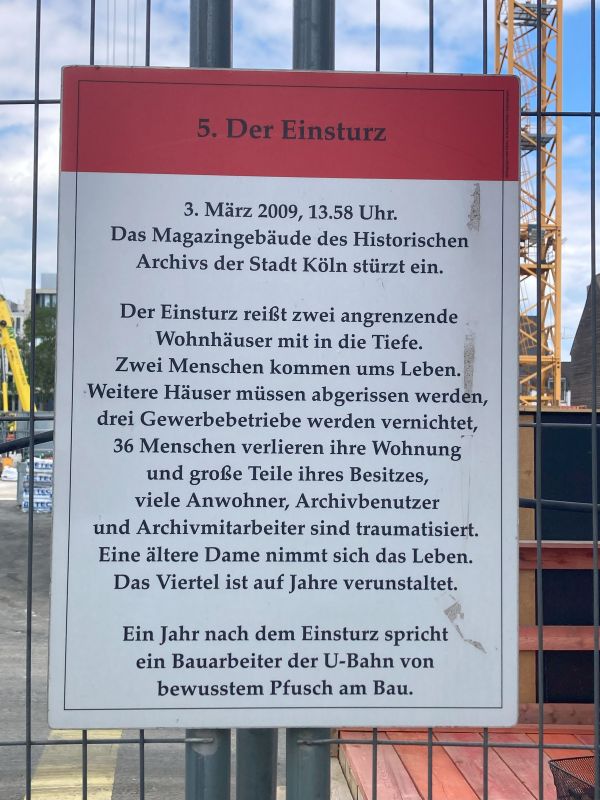 5. Der Einsturz
3. März 2009, 13.58 Uhr.
Das Magazingebäude des Historischen
Archivs der Stadt Köln stürzt ein.
Der Einsturz reißt zwei angrenzende
Wohnhäuser mit in die Tiefe.
Zwei Menschen kommen ums Leben.
Weitere Häuser müssen abgerissen werden,
drei Gewerbebetriebe werden vernichtet,
36 Menschen verlieren ihre Wohnung
und große Teile ihres Besitzes,
viele Anwohner, Archivbenutzer
und Archivmitarbeiter sind traumatisiert.
Eine ältere Dame nimmt sich das Leben.
Das Viertel ist auf Jahre verunstaltet.
Ein Jahr nach dem Einsturz spricht
ein Bauarbeiter der U-Bahn von
bewusstem Pfusch am Bau.